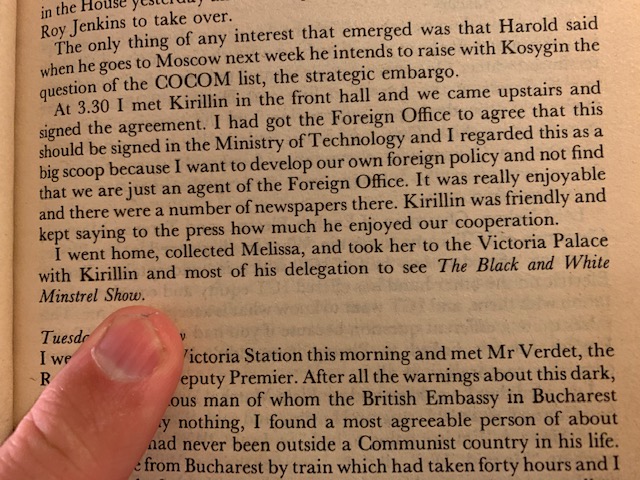 in the House yesterday
Roy Jenkins to take over.
The only thing of any interest that emerged was that Harold said
when he goes to Moscow next week he intends to raise with Kosygin the
question of the COCOM list, the strategic embargo.
At 3.30 I met Kirillin in the front hall and we came upstairs and
signed the agreement. I had got the Foreign Office to agree that this
should be signed in the Ministry of Technology and I regarded this as a
big scoop because I want to develop our own foreign policy and not find
that we are just an agent of the Foreign Office. It was really enjoyable
and there were a number of newspapers there. Kirillin was friendly and
kept saying to the press how much he enjoyed our cooperation.
I went home, collected Melissa, and took her to the Victoria Palace
with Kirillin and most of his delegation to see The Black and White
Minstrel Show.
I Victoria Station this morning and met Mr Verdet, the
Deputy Premier. After all the warnings about this dark,
man of whom the British Embassy in Bucharest
nothing, I found a most agreeable person of about
had never been outside a Communist country in his life.
from Bucharest by train which had taken forty hours and I